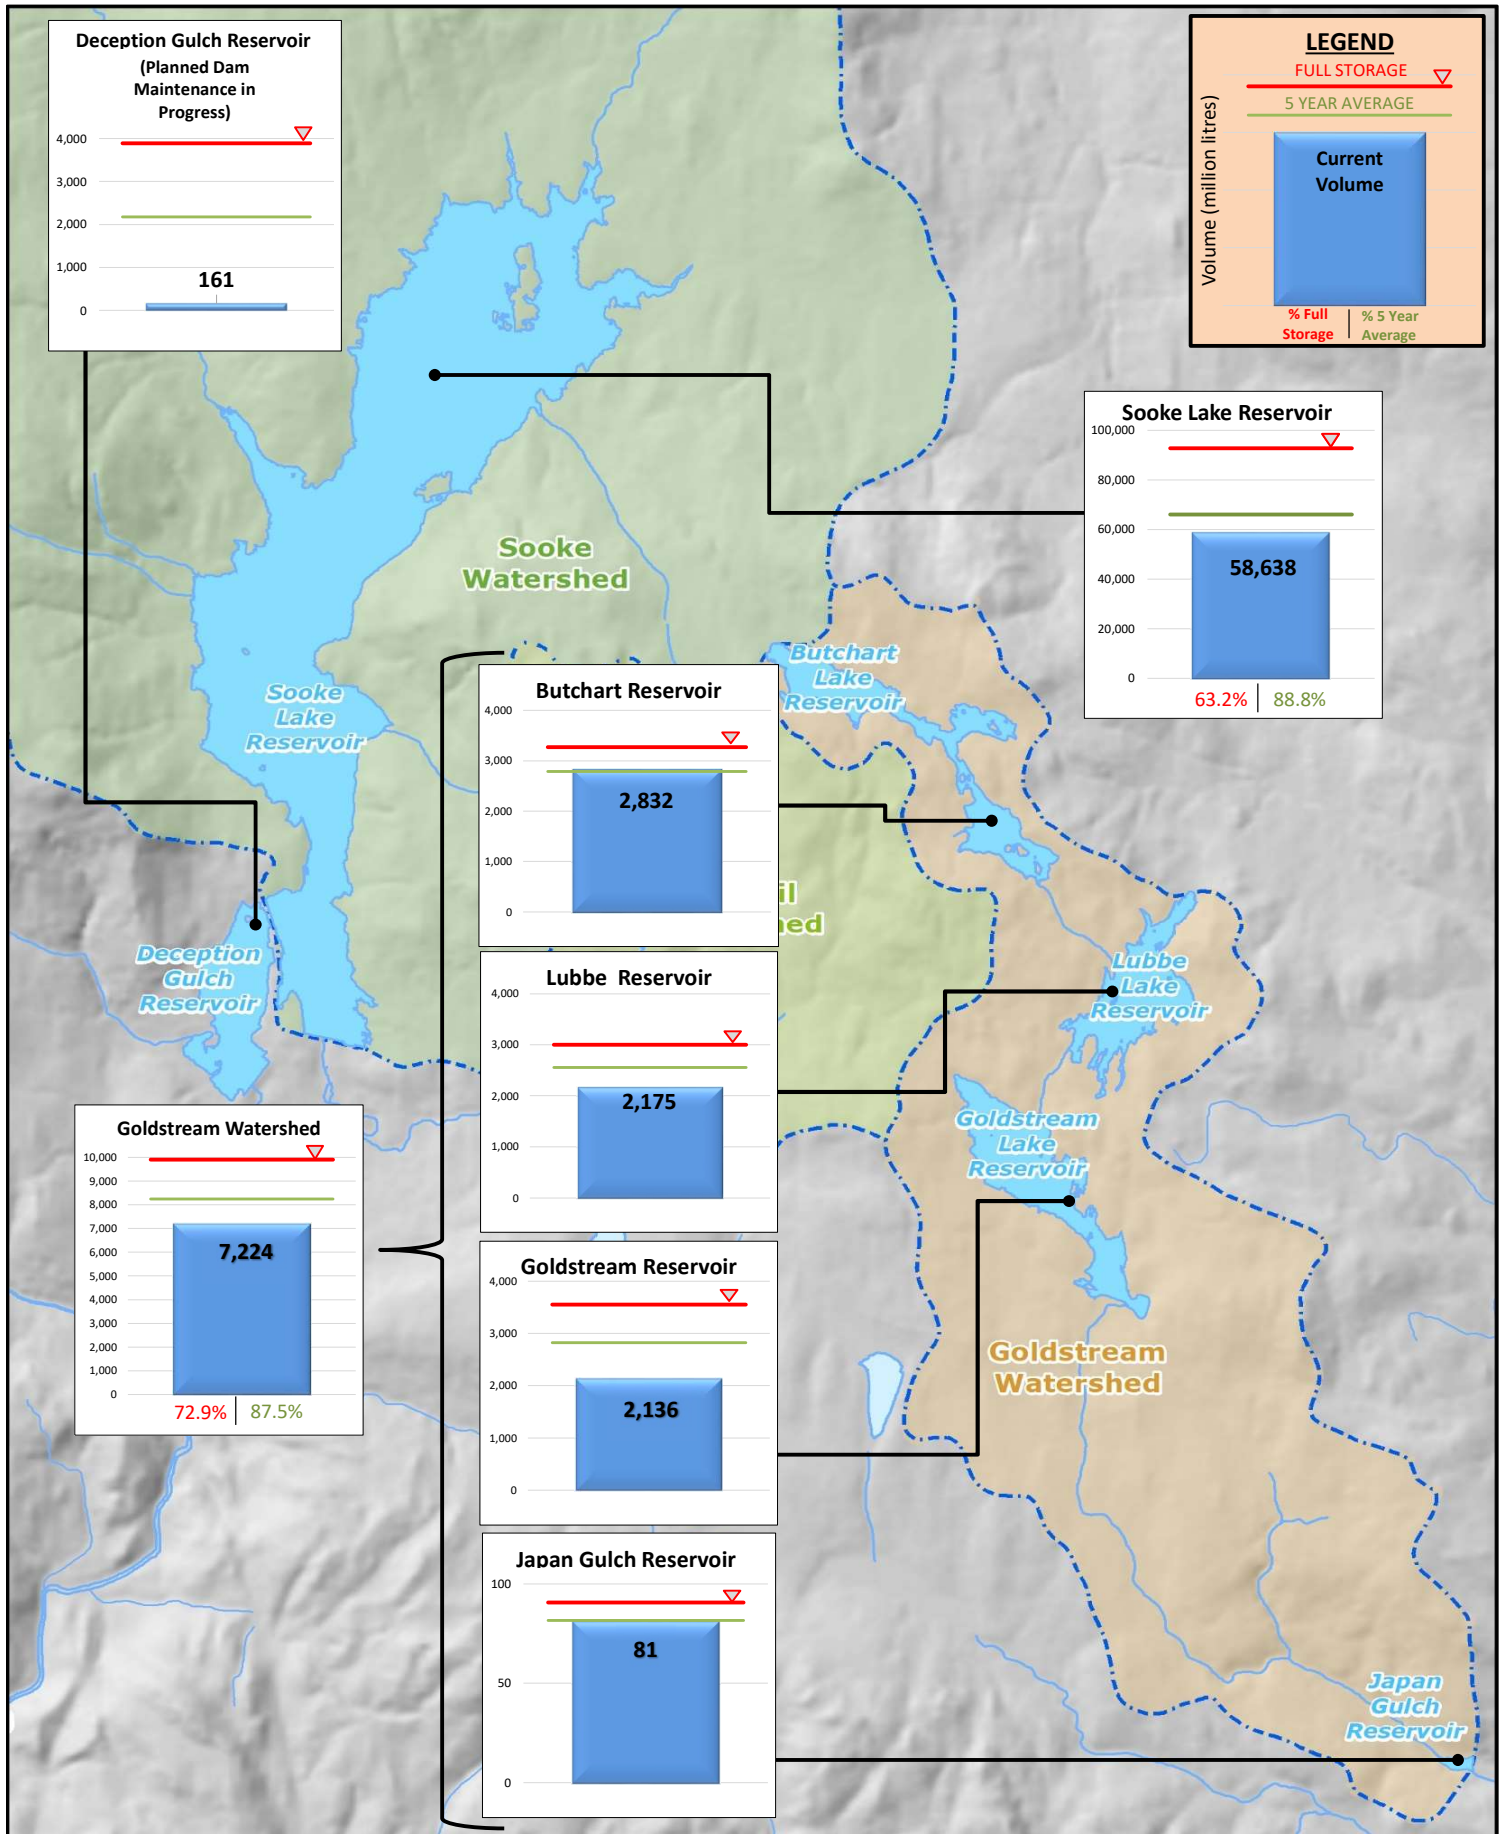 Deception Gulch Reservoir
(Planned Dam
Maintenance in
Progress)
4,000
3,000
2,000
1,000
0
161
LEGEND
FULL STORAGE
5 YEAR AVERAGE
Volume (million litres)
Current
Volume
% Full
Storage
% 5 Year
Average
Sooke Lake Reservoir
100,000
80,000
60,000
40,000
20,000
0
58,638
63.2%
88.8%
Sooke
Watershed
Sooke
Lake
Reservoir
Butchart
Lake
Reservoir
Butchart Reservoir
4,000
3,000
2,000
1,000
0
2,832
il
ed
Deception
Gulch
Reservoir
Lubbe Reservoir
4,000
3,000
2,000
1,000
0
2,175
Lubbe
Lake
Reservoir
Goldstream
Lake
Reservoir
Goldstream Watershed
10,000
9,000
8,000
7,000
6,000
5,000
4,000
3,000
2,000
1,000
0
7,224
72.9%
87.5%
Goldstream Reservoir
4,000
3,000
2,000
1,000
0
2,136
Goldstream
Watershed
Japan Gulch Reservoir
100
50
0
81
Japan
Gulch
Reservoir